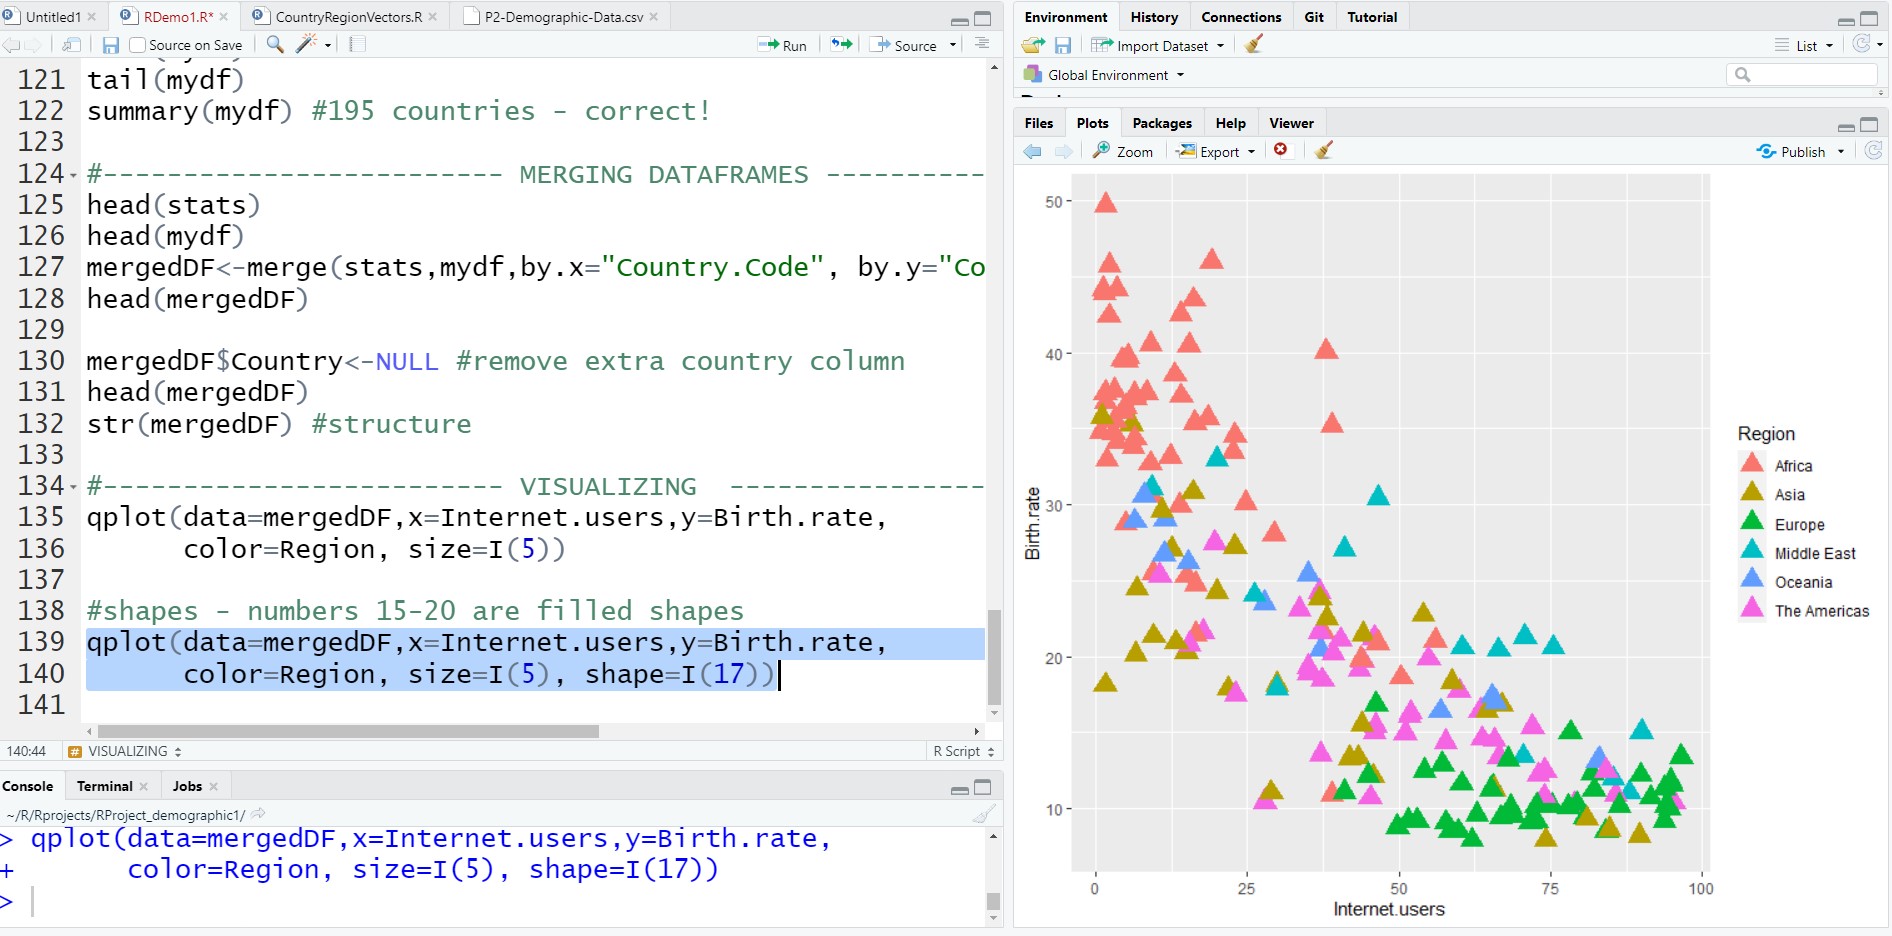 Untitled1
RDemo1.R*
CountryRegionVectors.R
P2-Demographic-Data.csv
Source on Save
Run
Source
121 tail(mydf)
122 summary(mydf) #195 countries - correct!
123
124 #------------------------- MERGING DATAFRAMES ----------
125 head(stats)
126 head(mydf)
127 mergedDF<-merge(stats,mydf,by.x="Country.Code", by.y="Co
128 head(mergedDF)
129
130 mergedDF$Country<-NULL #remove extra country column
131 head(mergedDF)
132 str(mergedDF) #structure
133
134 #------------------------- VISUALIZING ----------------
135 qplot(data=mergedDF,x=Internet.users,y=Birth.rate,
136 color=Region, size=I(5))
137
138 #shapes - numbers 15-20 are filled shapes
139 qplot(data=mergedDF,x=Internet.users,y=Birth.rate,
140 color=Region, size=I(5), shape=I(17))
141
140:44 # VISUALIZING R Script
Console Terminal Jobs
~/R/Rprojects/RProject_demographic1/
> qplot(data=mergedDF,x=Internet.users,y=Birth.rate,
+ color=Region, size=I(5), shape=I(17))
>
Environment History Connections Git Tutorial
Import Dataset List
Global Environment
Files Plots Packages Help Viewer
Zoom Export Publish
50
40
30
20
10
Birth.rate
0 25 50 75 100
Internet.users
Region
Africa
Asia
Europe
Middle East
Oceania
The Americas